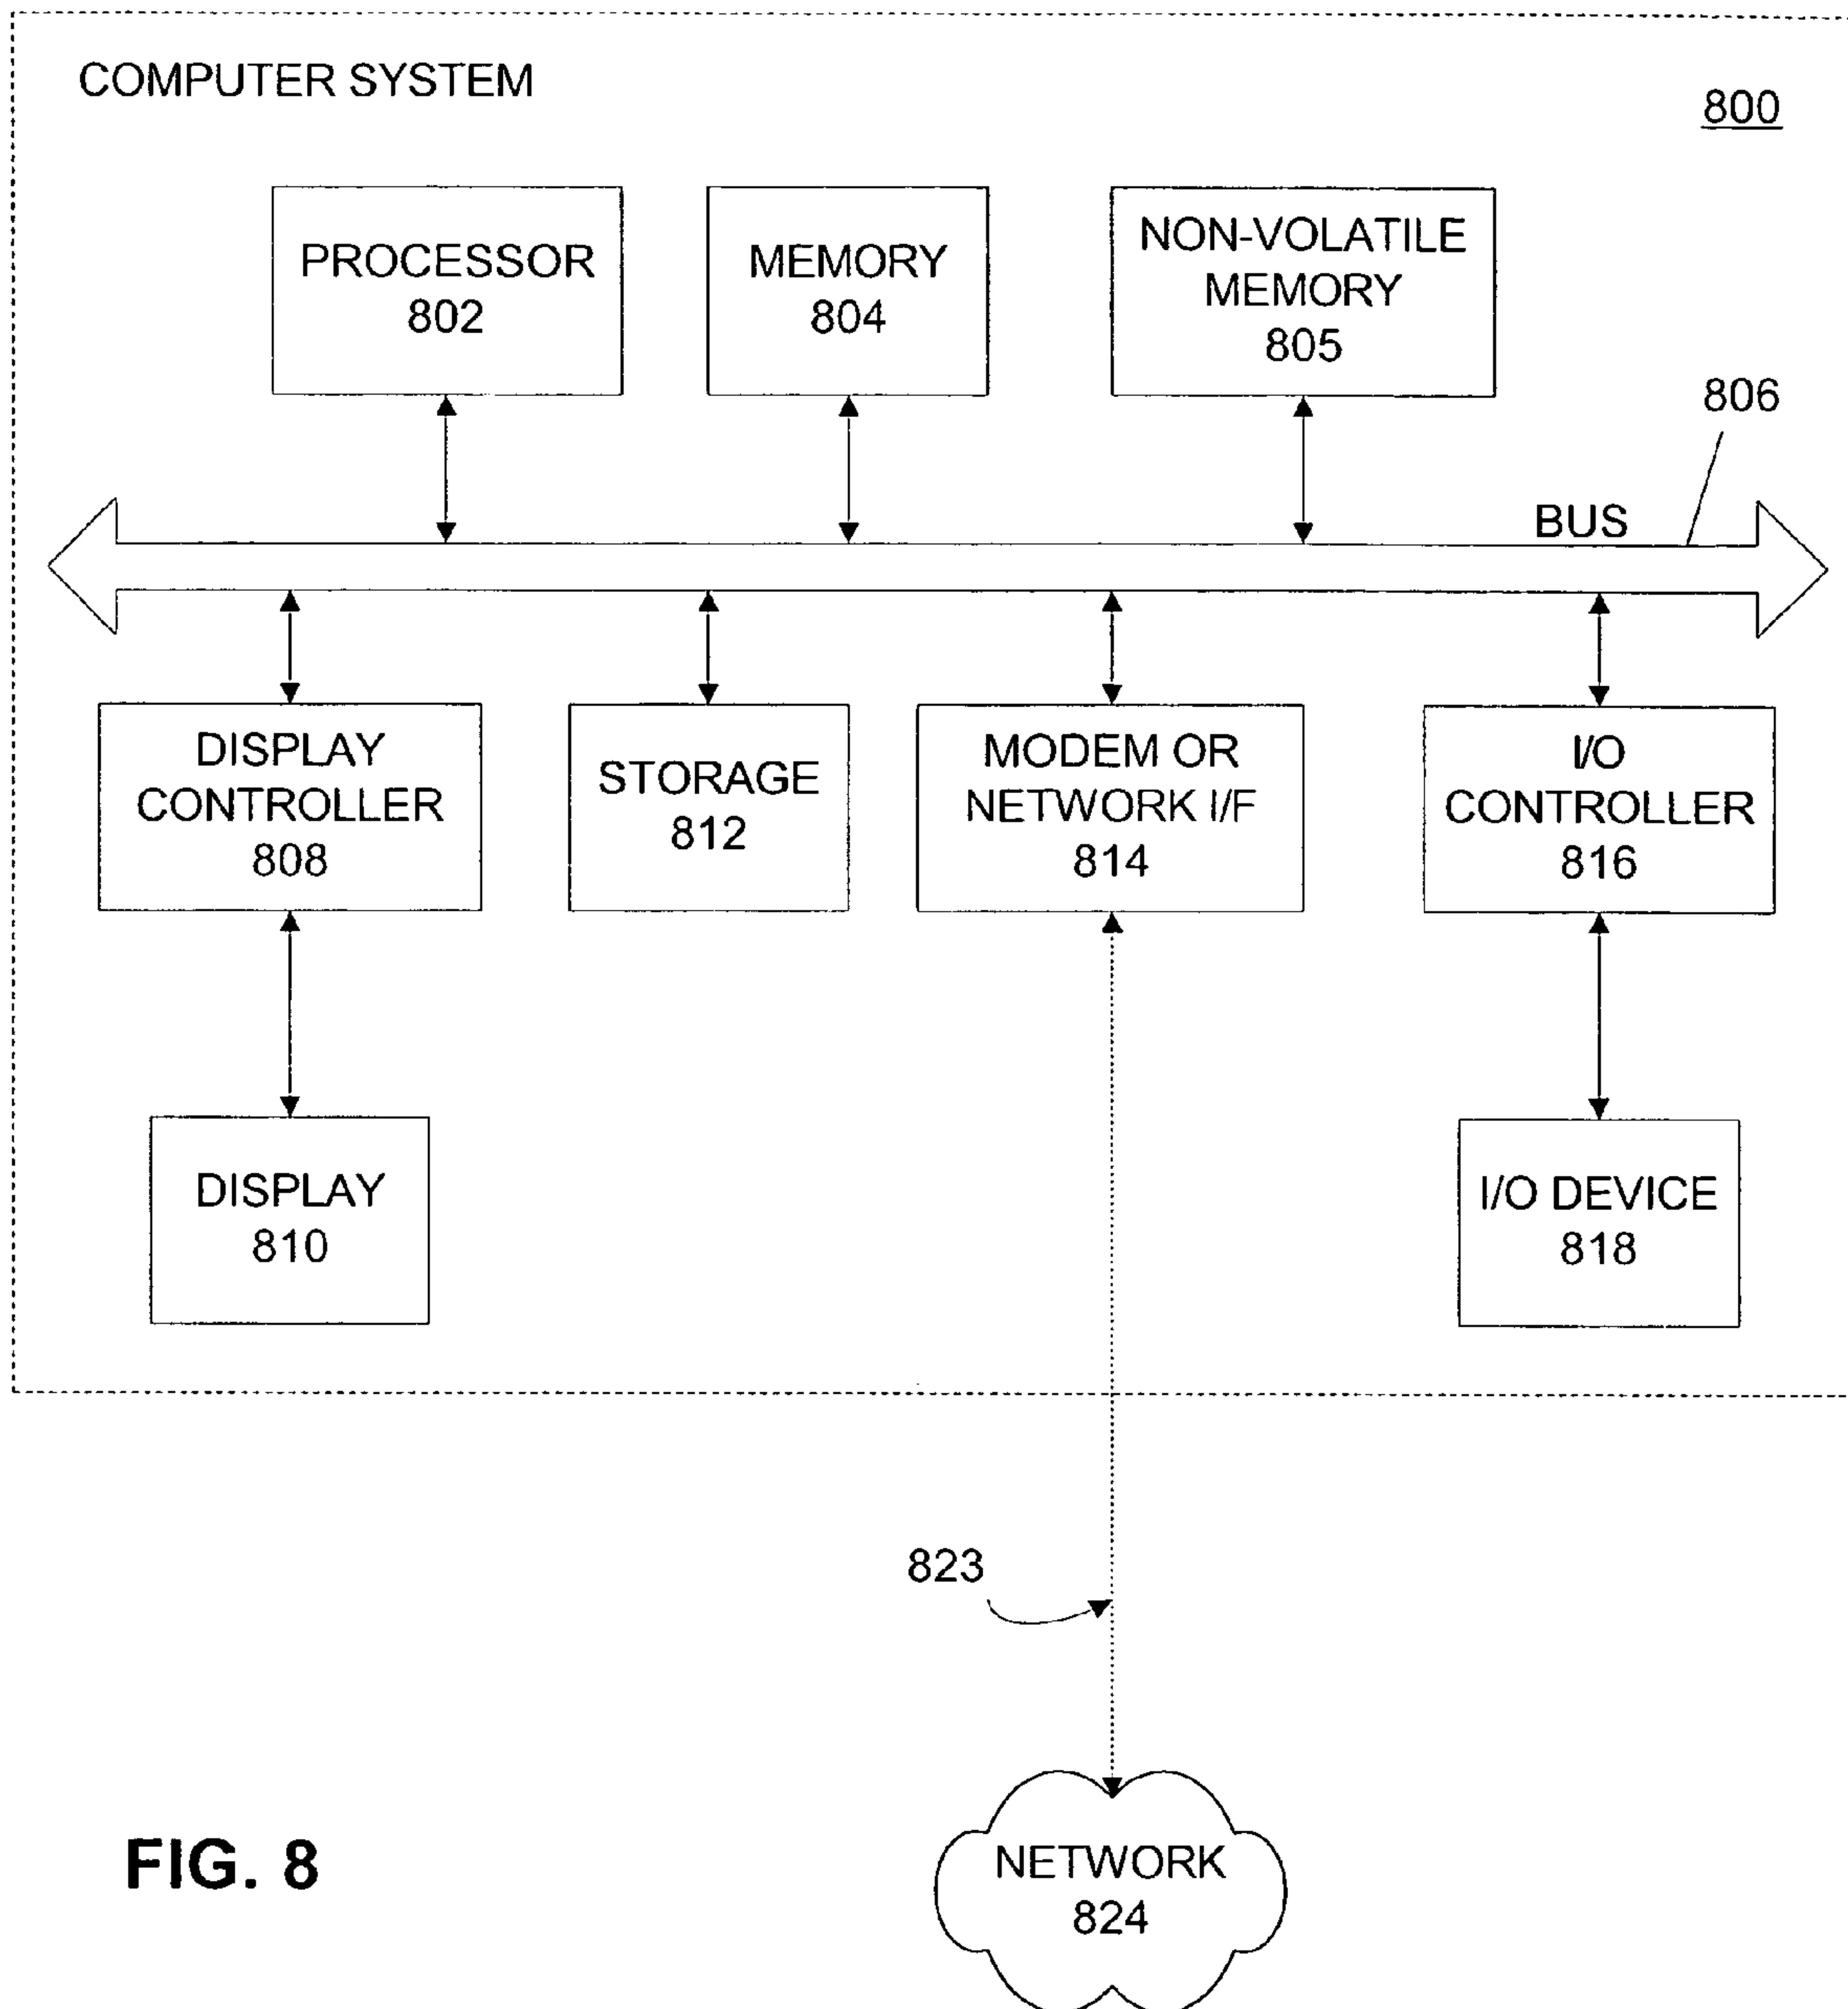 COMPUTER SYSTEM
800
PROCESSOR
802
MEMORY
804
NON-VOLATILE
MEMORY
805
806
BUS
DISPLAY
CONTROLLER
808
STORAGE
812
MODEM OR
NETWORK I/F
814
I/O
CONTROLLER
816
DISPLAY
810
I/O DEVICE
818
823
NETWORK
824
FIG. 8